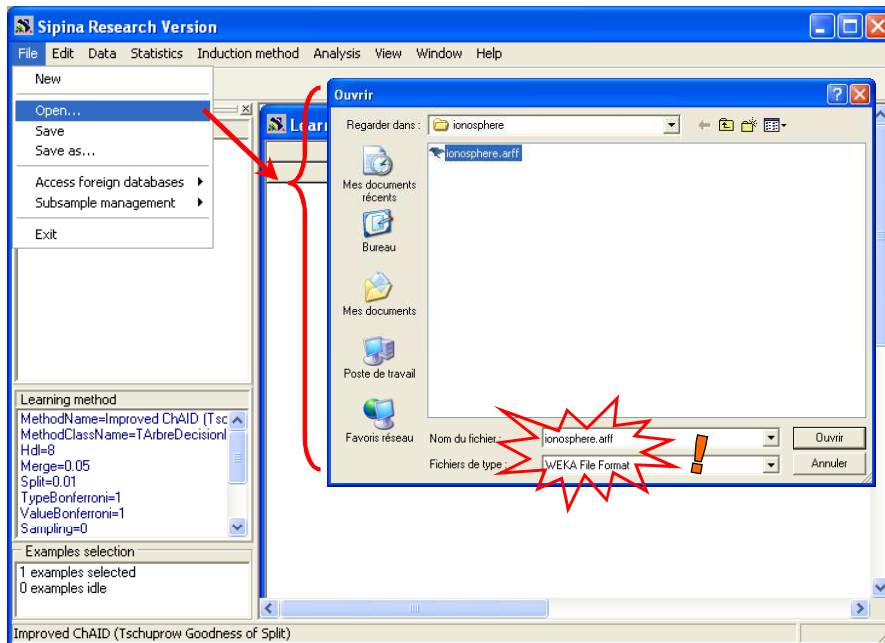 Sipina Research Version
File Edit Data Statistics Induction method Analysis View Window Help
New
Open...
Save
Save as...
Access foreign databases
Subsample management
Exit
Ouvrir
Regarder dans :
ionosphere
ionosphere.arff
Mes documents
récents
Bureau
Mes documents
Poste de travail
Favoris réseau
Nom du fichier :
ionosphere.arff
Ouvrir
Fichiers de type :
WEKA File Format
!
Annuler
Learning method
MethodName=Improved ChAID (Tsc
MethodClassName=TArbreDecisionI
Hdl=8
Merge=0.05
Split=0.01
TypeBonferroni=1
ValueBonferroni=1
Sampling=0
Examples selection
1 examples selected
0 examples idle
Improved ChAID (Tschuprow Goodness of Split)